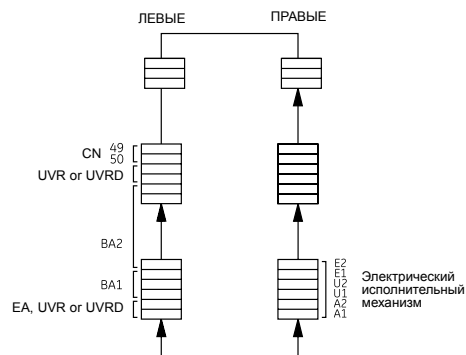 ЛЕВЫЕ ПРАВЫЕ
CN 49
50
UVR or UVRD
BA2
BA1
EA, UVR or UVRD
E2
E1
U2
U1
A2
A1
Электрический
исполнительный
механизм